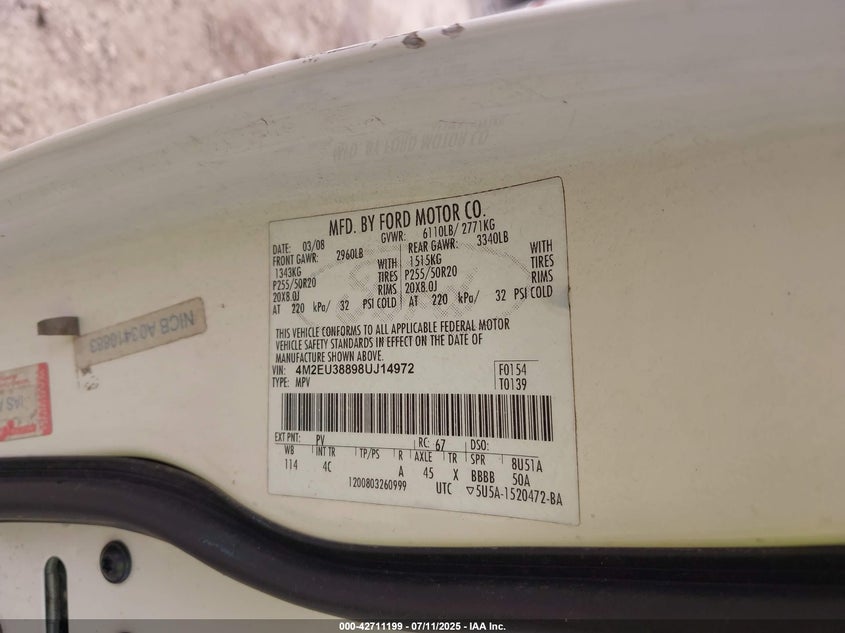 MFD. BY FORD MOTOR CO.
DATE: 03/08 GVWR: 6110LB/ 2771KG
FRONT GAWR: 2960LB REAR GAWR: 3340LB
1343KG WITH 1515KG WITH
P255/50R20 TIRES P255/50R20 TIRES
20X8.0J RIMS 20X8.0J RIMS
AT 220 kPa/ 32 PSI COLD AT 220 kPa/ 32 PSI COLD
THIS VEHICLE CONFORMS TO ALL APPLICABLE FEDERAL MOTOR
VEHICLE SAFETY STANDARDS IN EFFECT ON THE DATE OF
MANUFACTURE SHOWN ABOVE.
VIN: 4M2EU38898UJ14972 F0154
TYPE: MPV T0139
EXT PNT: PV RC: 67 DSO:
WB INT TR TP/PS R AXLE TR SPR 8U51A
114 4C A 45 X BBBB 50A
1200803260999 UTC ▽5U5A-1520472-BA
NICB A03410683
IAS A
000-42711199 - 07/11/2025 - IAA Inc.